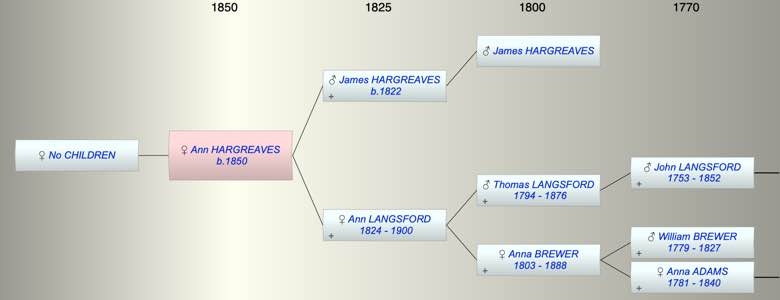 1850 1825 1800 1770
♂ James HARGREAVES
♂ James HARGREAVES
b.1822
+
♀ No CHILDREN
♀ Ann HARGREAVES
b.1850
♂ John LANGSFORD
1753 - 1852
+
♂ Thomas LANGSFORD
1794 - 1876
+
♀ Ann LANGSFORD
1824 - 1900
+
♂ William BREWER
1779 - 1827
+
♀ Anna BREWER
1803 - 1888
+
♀ Anna ADAMS
1781 - 1840
+